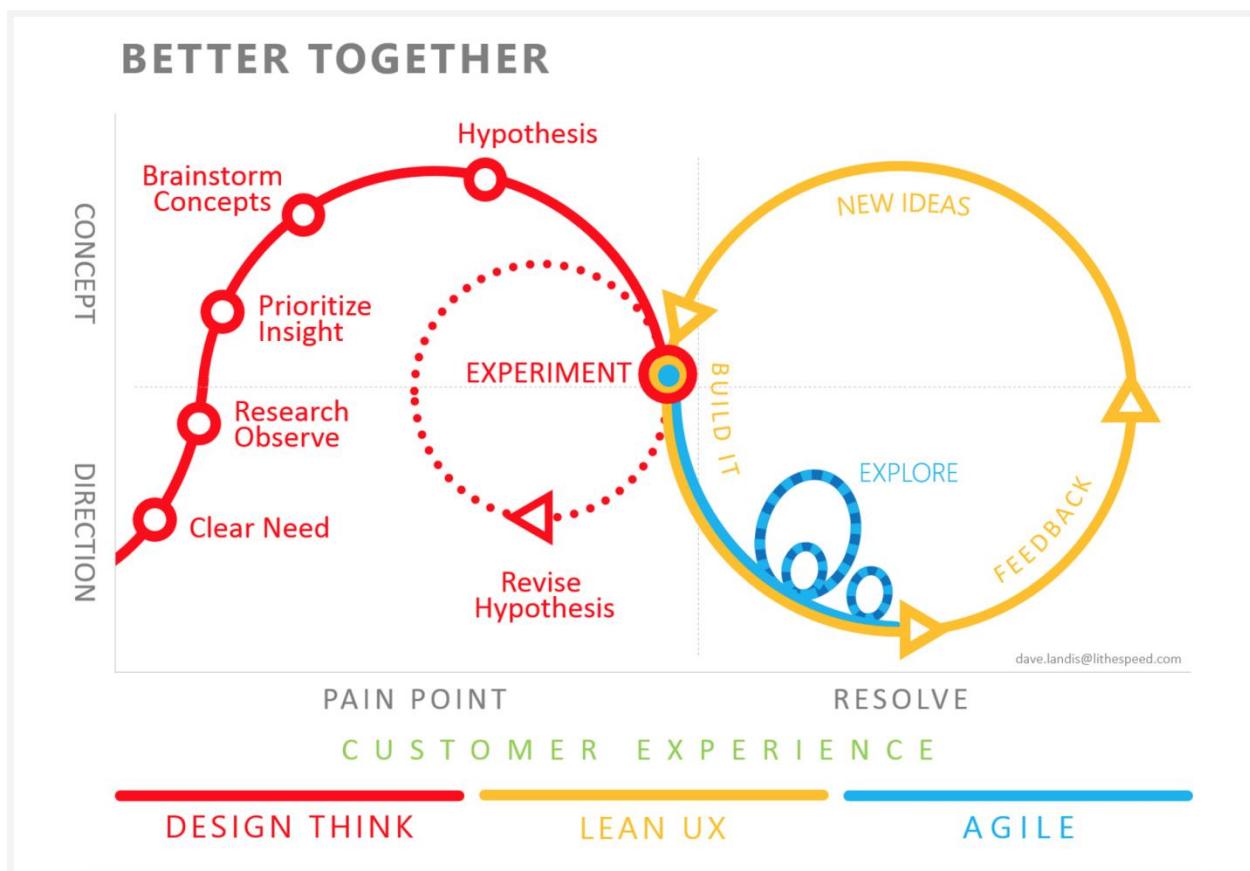 BETTER TOGETHER
Hypothesis
Brainstorm
Concepts
NEW IDEAS
CONCEPT
Prioritize
Insight
EXPERIMENT
BUILD IT
Research
Observe
EXPLORE
DIRECTION
FEEDBACK
Clear Need
Revise
Hypothesis
dave.landis@lithespeed.com
PAIN POINT
RESOLVE
CUSTOMER EXPERIENCE
DESIGN THINK
LEAN UX
AGILE